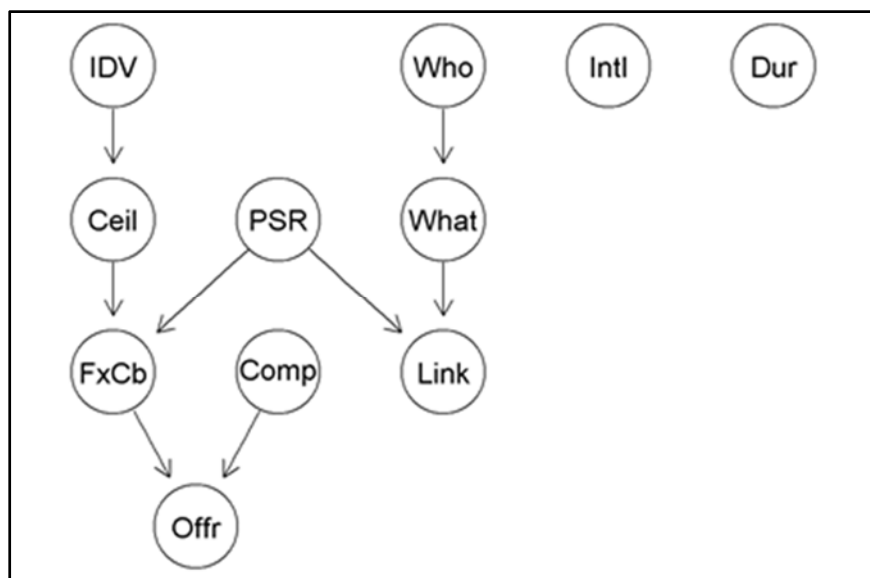 IDV
Who
Intl
Dur
Ceil
PSR
What
FxCb
Comp
Link
Offr